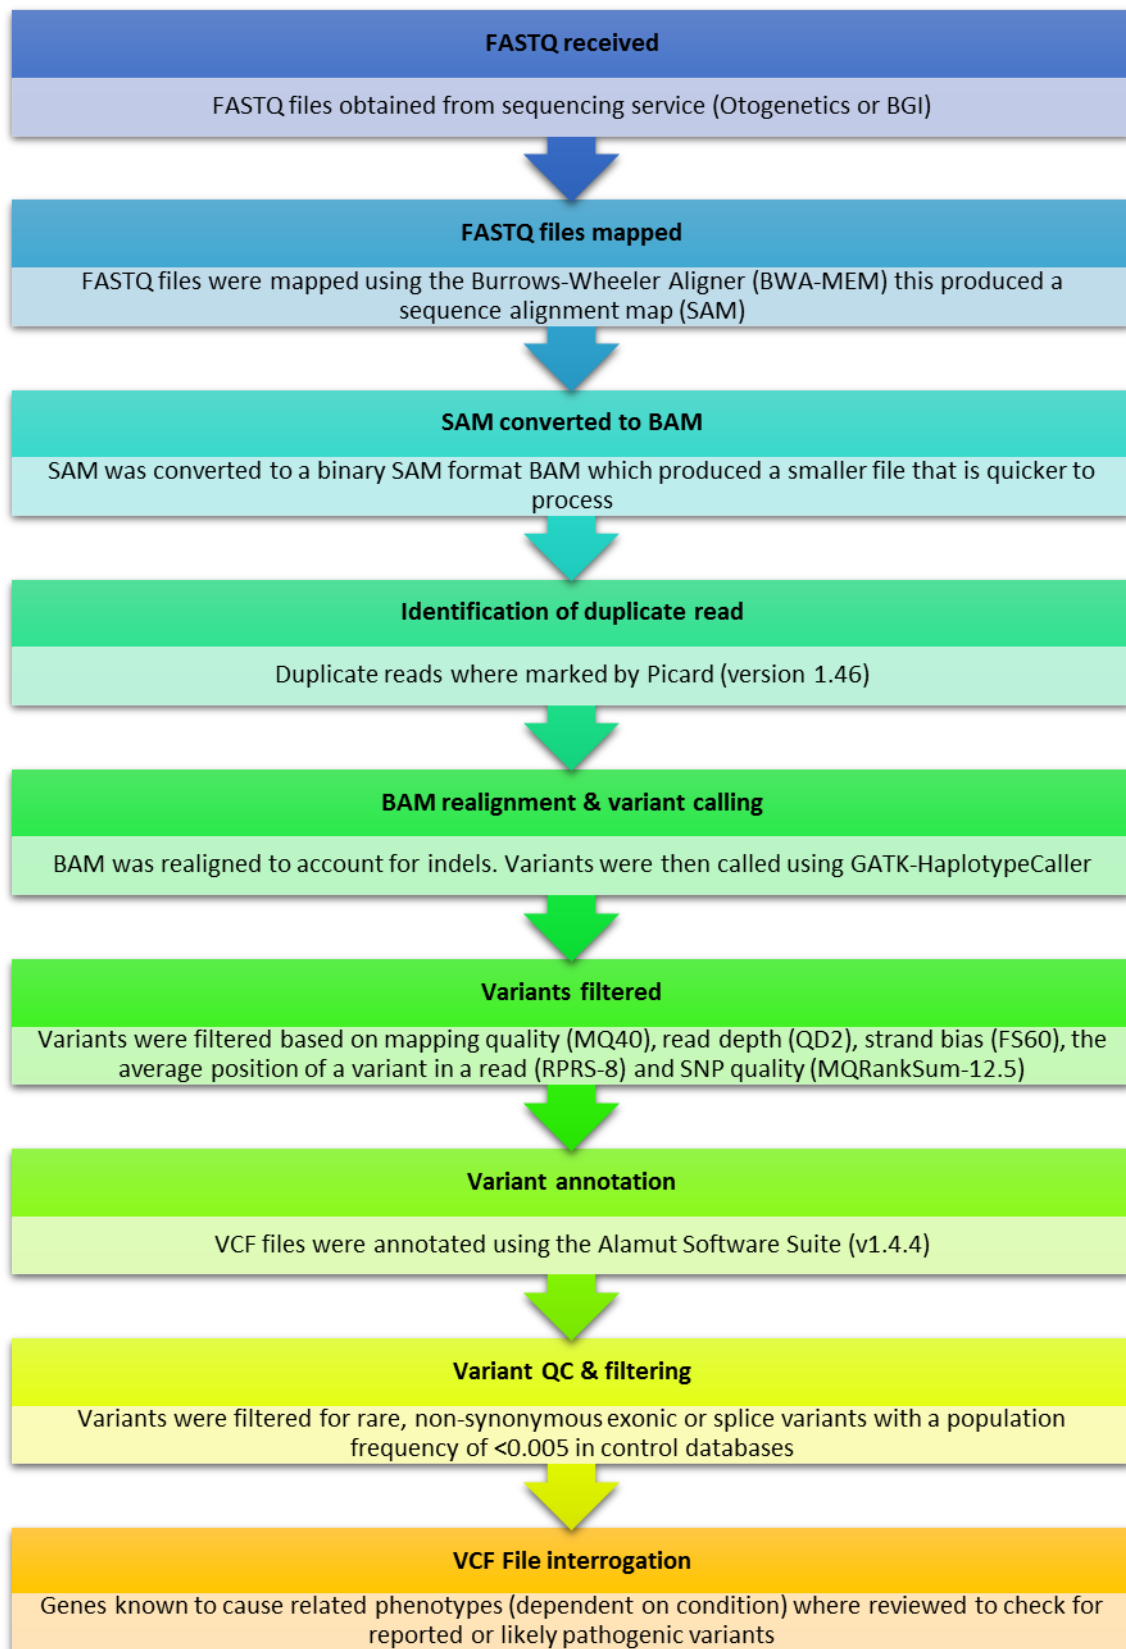 FASTQ received
FASTQ files obtained from sequencing service (Otogenetics or BGI)
FASTQ files mapped
FASTQ files were mapped using the Burrows-Wheeler Aligner (BWA-MEM) this produced a
sequence alignment map (SAM)
SAM converted to BAM
SAM was converted to a binary SAM format BAM which produced a smaller file that is quicker to
process
Identification of duplicate read
Duplicate reads where marked by Picard (version 1.46)
BAM realignment & variant calling
BAM was realigned to account for indels. Variants were then called using GATK-HaplotypeCaller
Variants filtered
Variants were filtered based on mapping quality (MQ40), read depth (QD2), strand bias (FS60), the
average position of a variant in a read (RPRS-8) and SNP quality (MQRankSum-12.5)
Variant annotation
VCF files were annotated using the Alamut Software Suite (v1.4.4)
Variant QC & filtering
Variants were filtered for rare, non-synonymous exonic or splice variants with a population
frequency of <0.005 in control databases
VCF File interrogation
Genes known to cause related phenotypes (dependent on condition) where reviewed to check for
reported or likely pathogenic variants